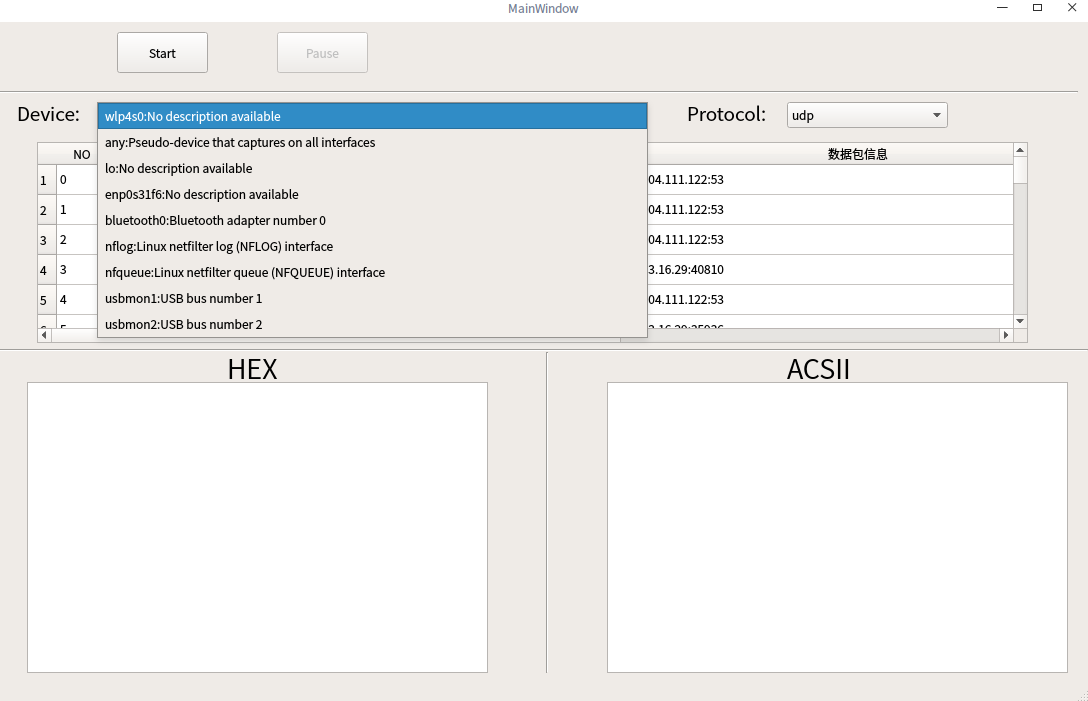 MainWindow
Start
Pause
Device:
wlp4s0:No description available
Protocol:
udp
any:Pseudo-device that captures on all interfaces
lo:No description available
enp0s31f6:No description available
bluetooth0:Bluetooth adapter number 0
nflog:Linux netfilter log (NFLOG) interface
nfqueue:Linux netfilter queue (NFQUEUE) interface
usbmon1:USB bus number 1
usbmon2:USB bus number 2
NO
数据包信息
1 0 04.111.122:53
2 1 04.111.122:53
3 2 04.111.122:53
4 3 3.16.29:40810
5 4 04.111.122:53
HEX
ACSII